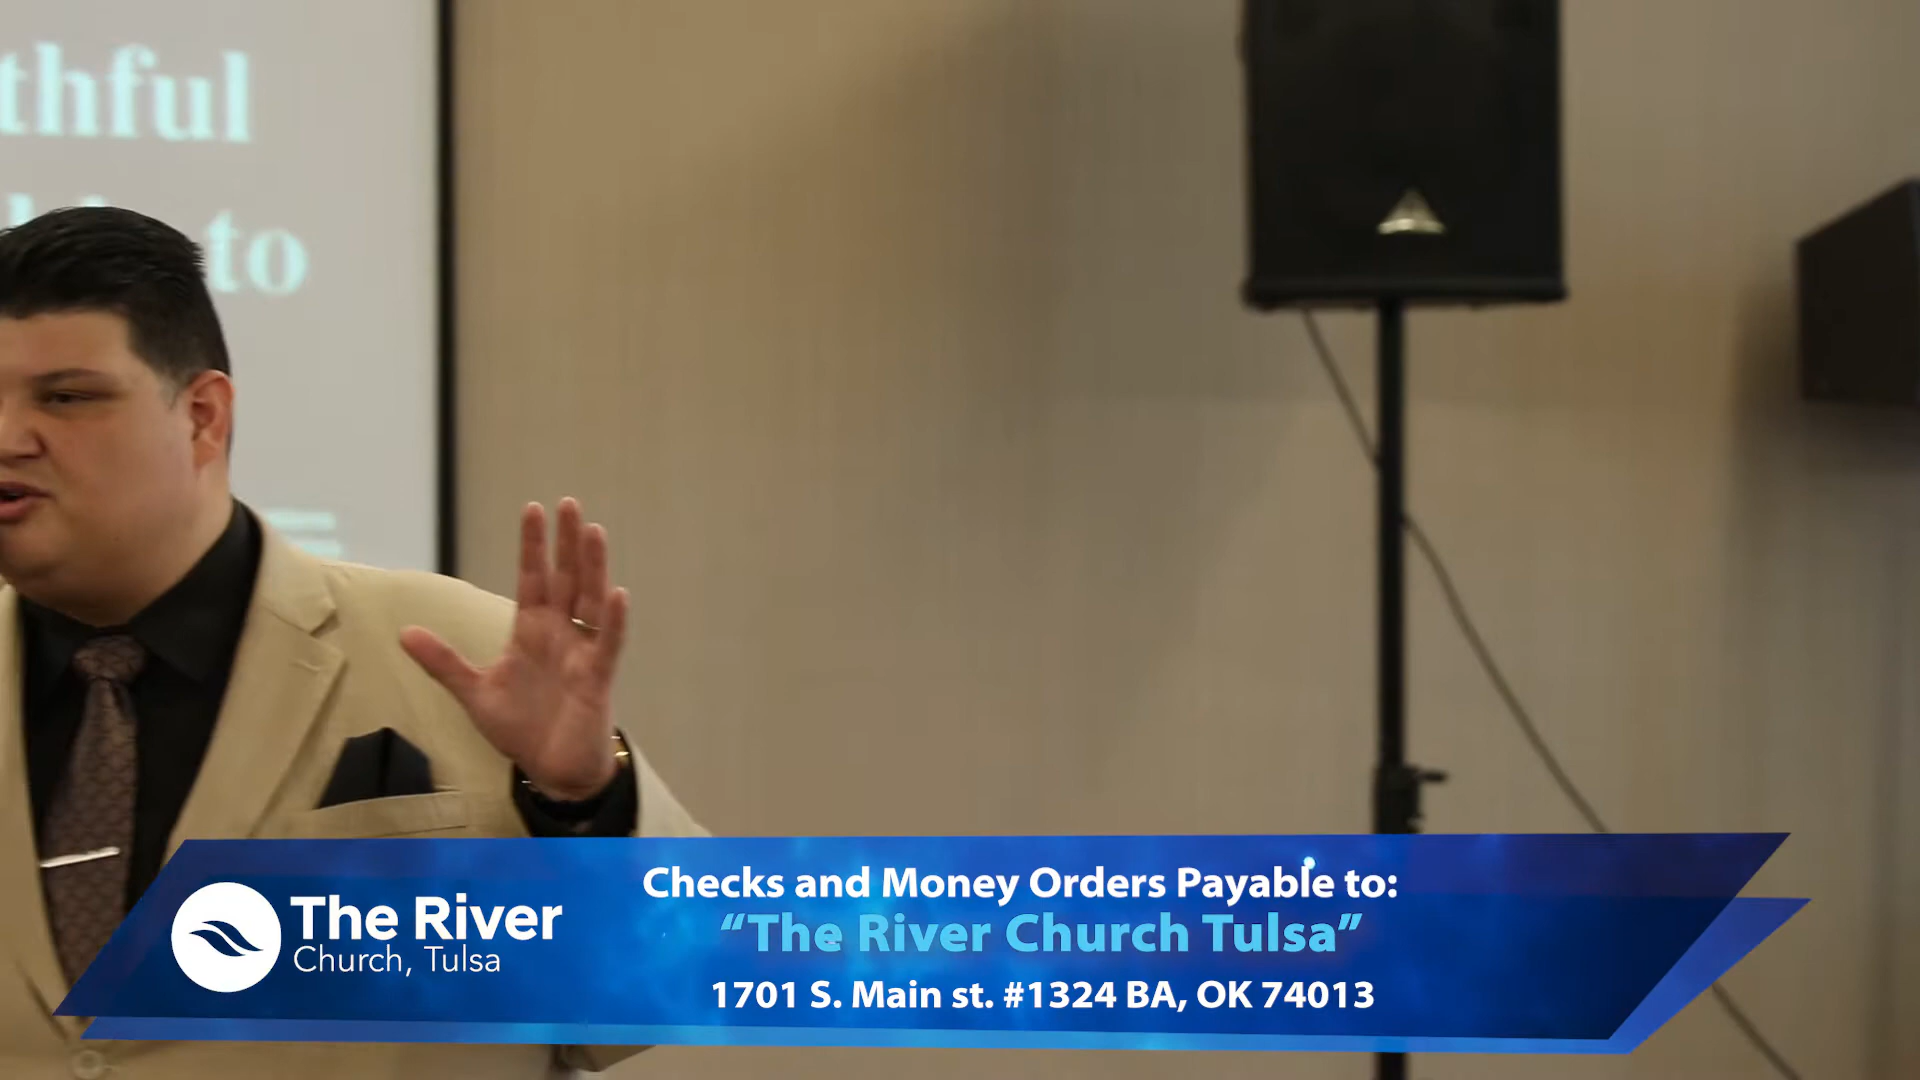 thful
to
The River
Church, Tulsa
Checks and Money Orders Payable to:
“The River Church Tulsa”
1701 S. Main st. #1324 BA, OK 74013